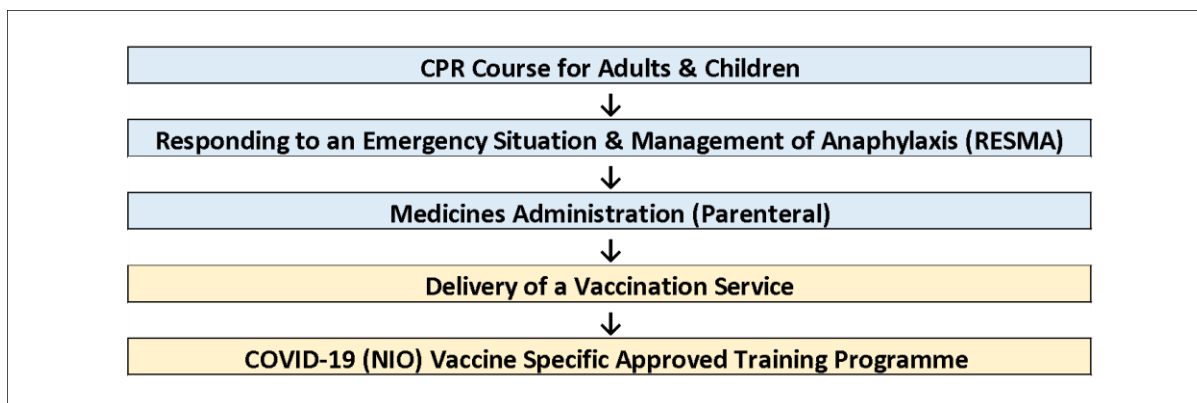 CPR Course for Adults & Children
↓
Responding to an Emergency Situation & Management of Anaphylaxis (RESMA)
↓
Medicines Administration (Parenteral)
↓
Delivery of a Vaccination Service
↓
COVID-19 (NIO) Vaccine Specific Approved Training Programme